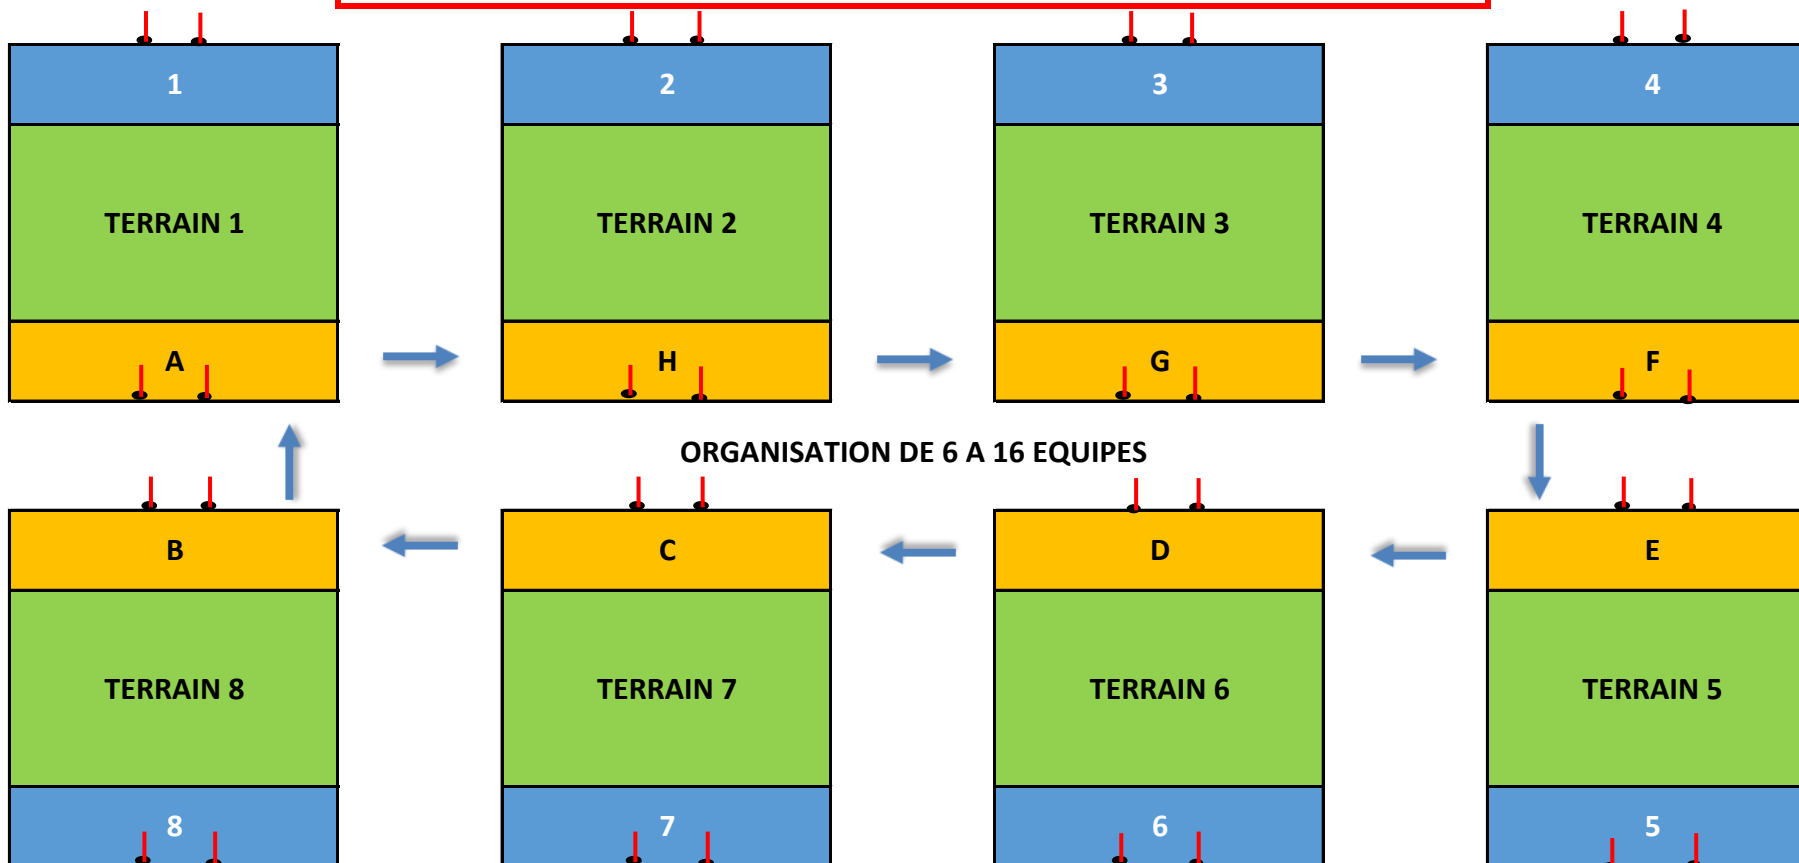 1
2
3
4
TERRAIN 1
TERRAIN 2
TERRAIN 3
TERRAIN 4
A
H
G
F
ORGANISATION DE 6 A 16 EQUIPES
B
C
D
E
TERRAIN 8
TERRAIN 7
TERRAIN 6
TERRAIN 5
8
7
6
5